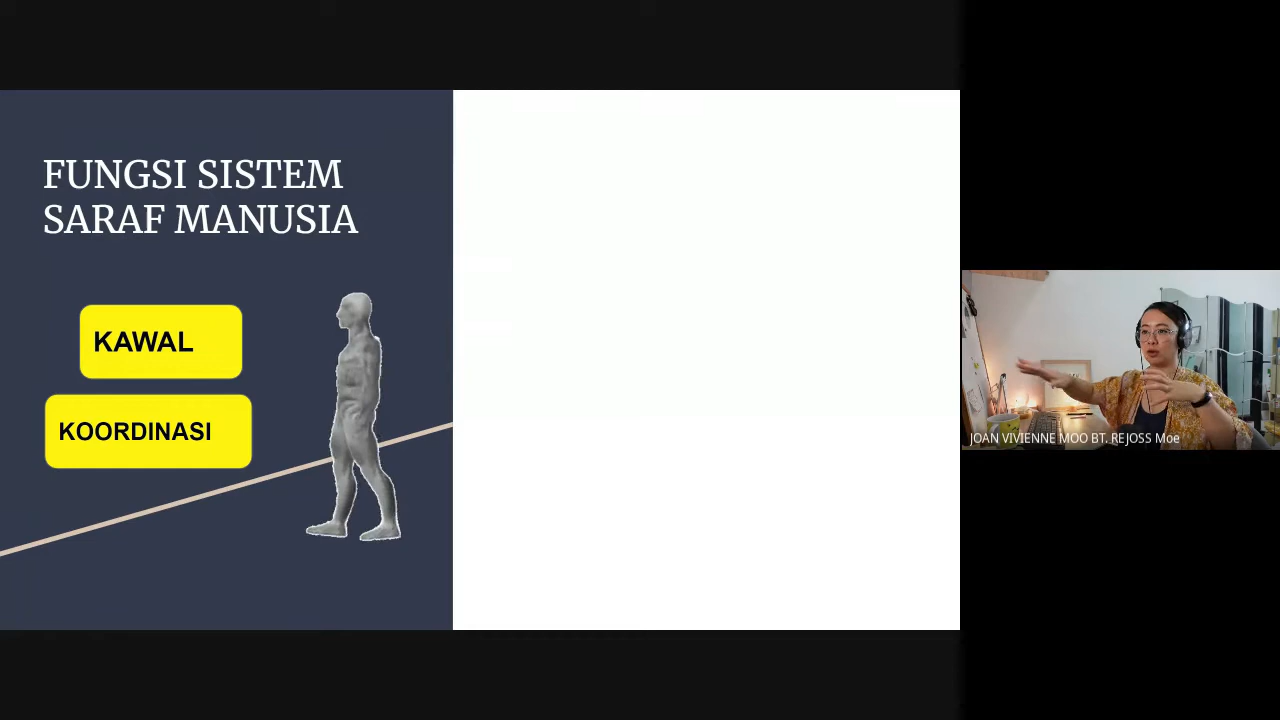 FUNGSI SISTEM
SARAF MANUSIA
KAWAL
KOORDINASI
JOAN VIVIENNE MOO BT. REJOSS Moe